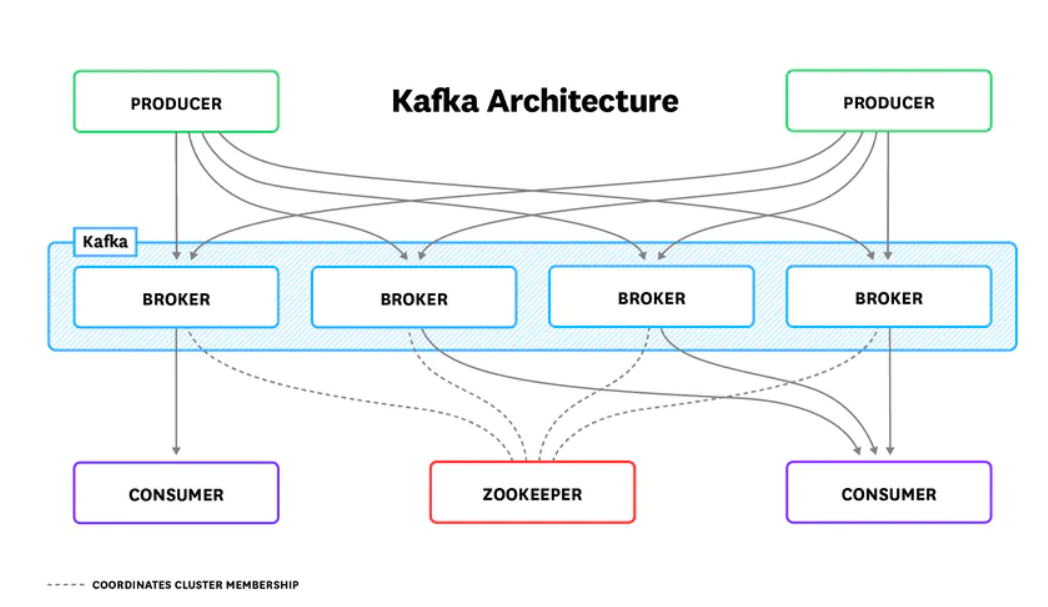 Kafka Architecture
PRODUCER
PRODUCER
Kafka
BROKER
BROKER
BROKER
BROKER
CONSUMER
ZOOKEEPER
CONSUMER
COORDINATES CLUSTER MEMBERSHIP